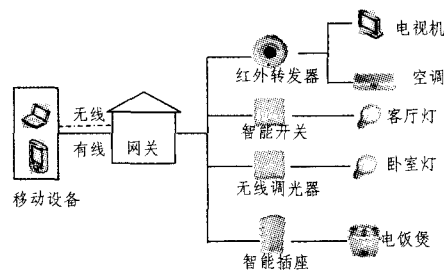 电视机
红外转发器
空调
无线
有线
网关
移动设备
智能开关
客厅灯
无线调光器
卧室灯
智能插座
电饭煲